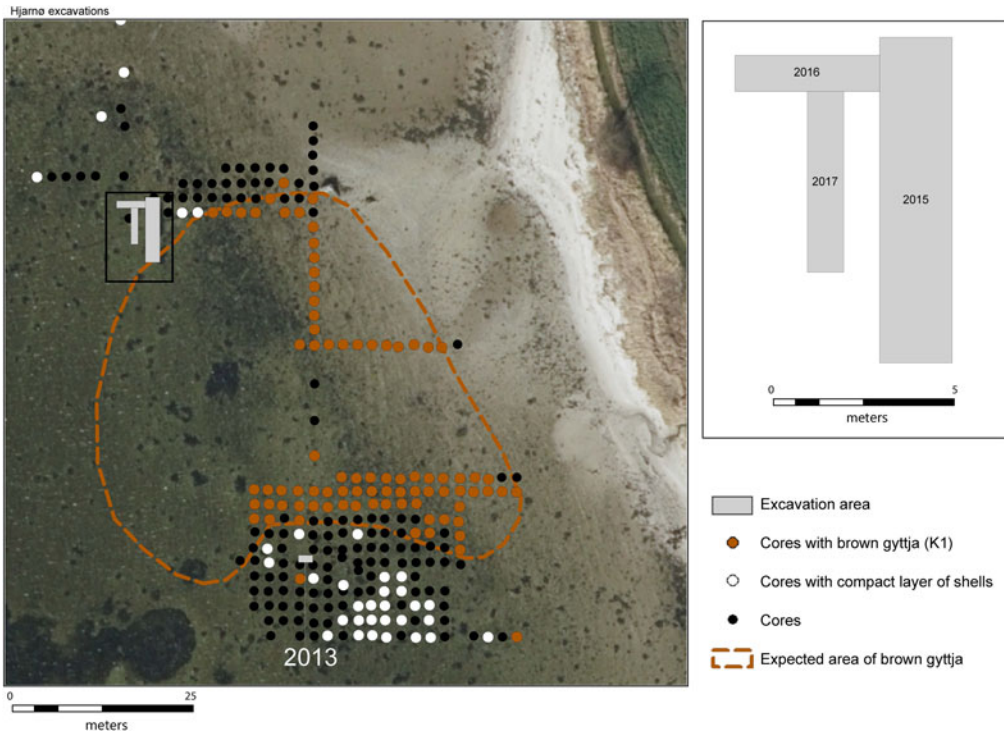 Hjarnø excavations
2013
0 25
meters
2016
2017
2015
0 5
meters
Excavation area
Cores with brown gyttja (K1)
Cores with compact layer of shells
Cores
Expected area of brown gyttja